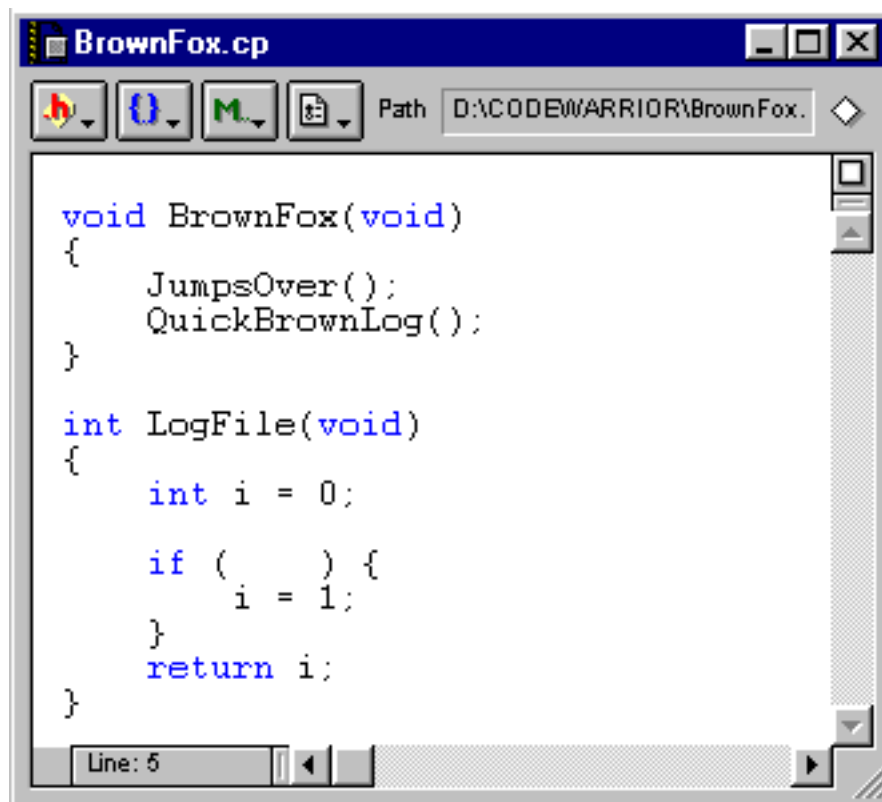 BrownFox.cp
.h {} M.. Path D:\CODEWARRIOR\BrownFox.
void BrownFox(void)
{
    JumpsOver();
    QuickBrownLog();
}
int LogFile(void)
{
    int i = 0;
    if (    ) {
        i = 1;
    }
    return i;
}
Line: 5